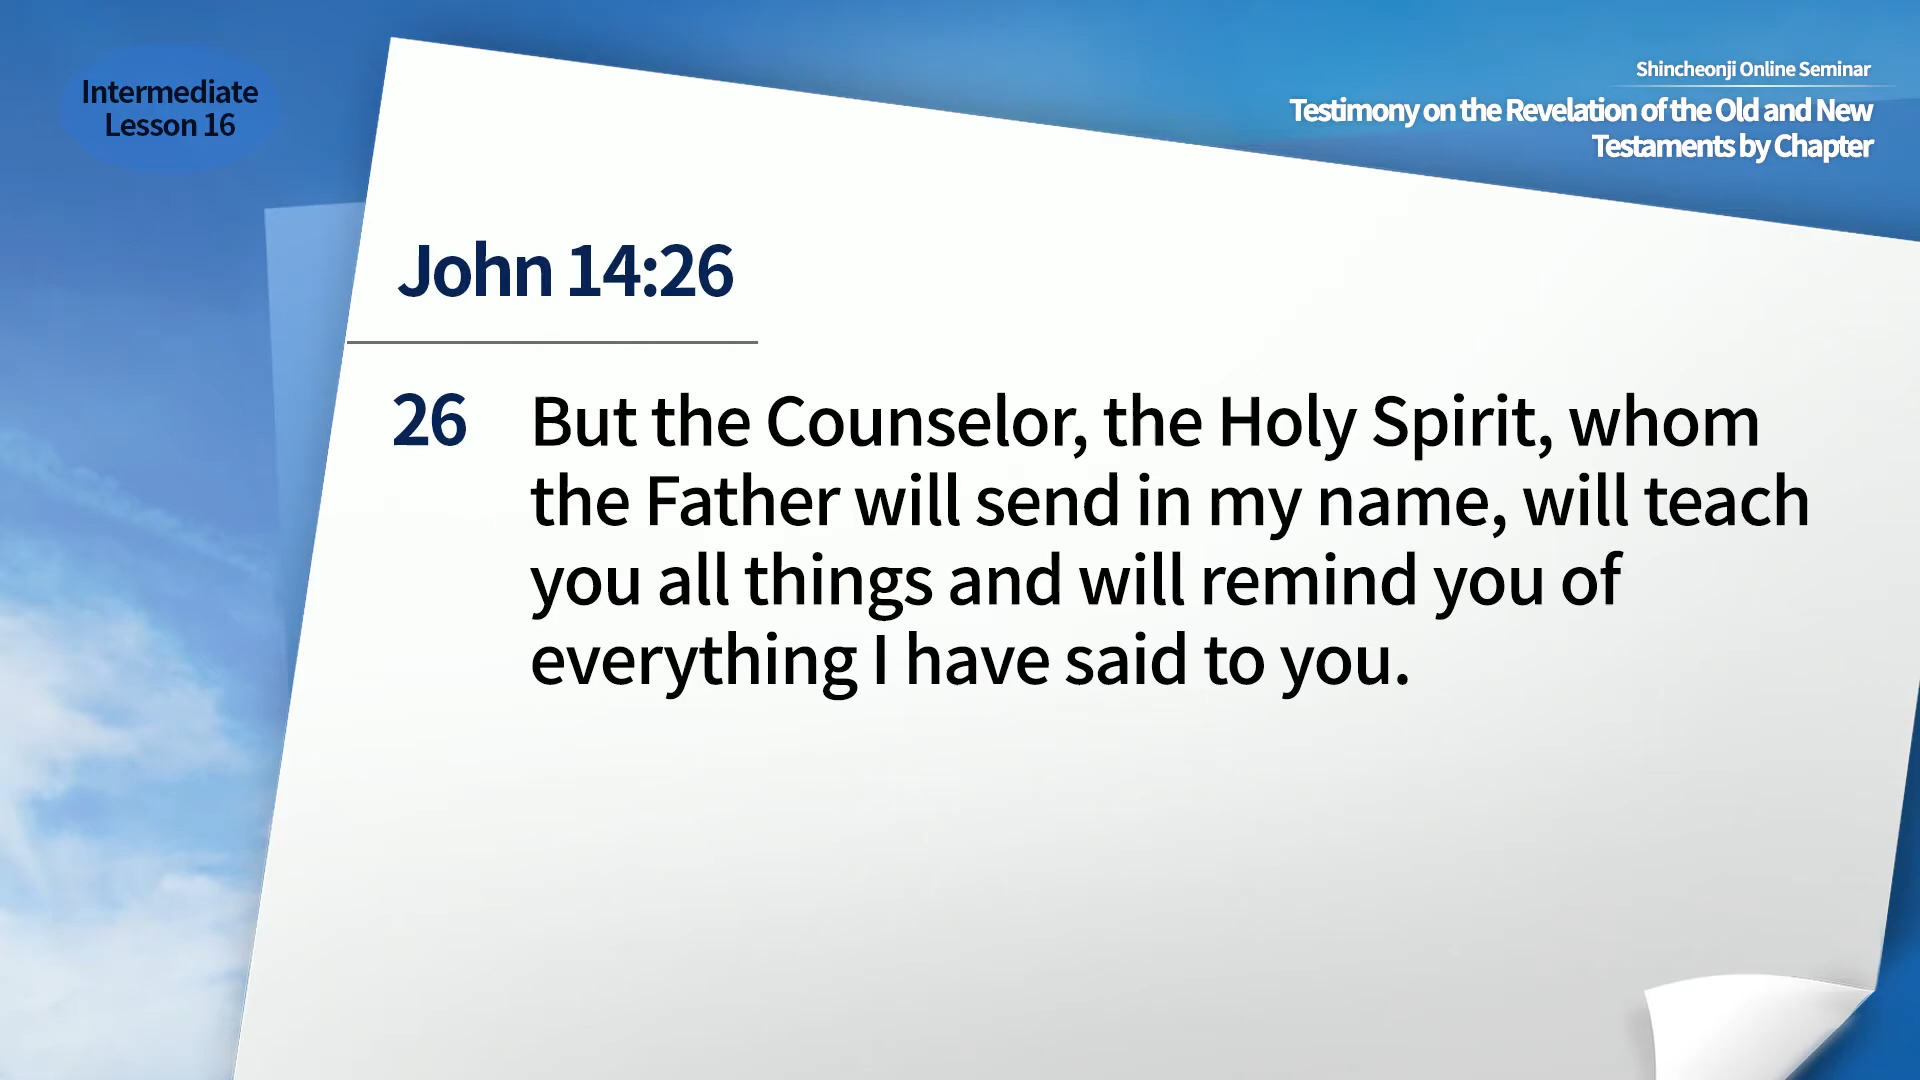 Intermediate
Lesson 16
Shincheonji Online Seminar
Testimony on the Revelation of the Old and New
Testaments by Chapter
John 14:26
26 But the Counselor, the Holy Spirit, whom
the Father will send in my name, will teach
you all things and will remind you of
everything I have said to you.